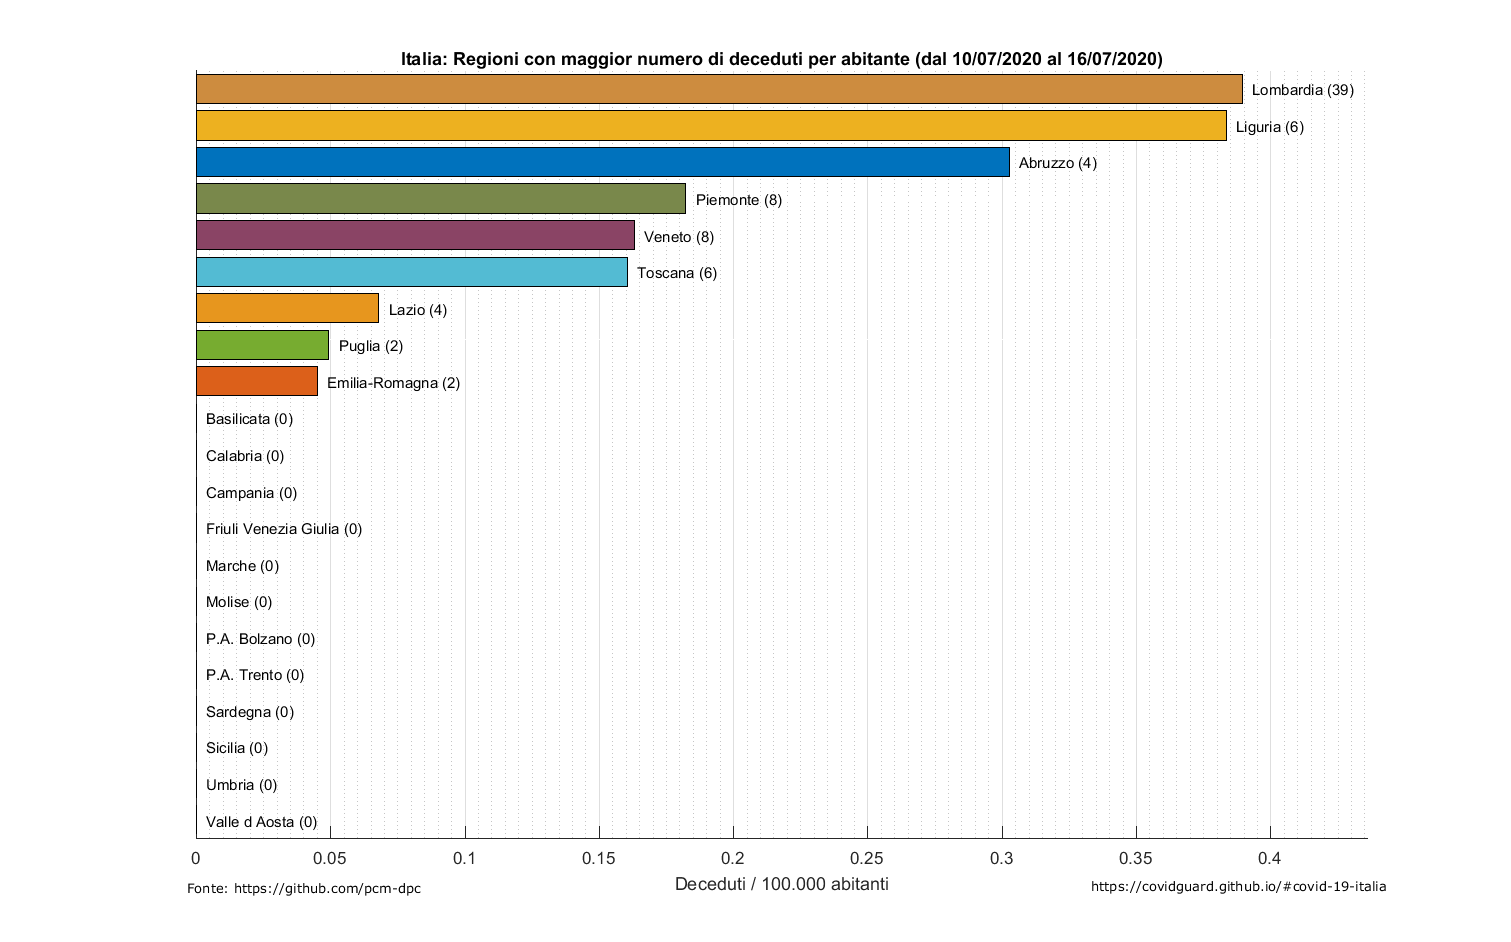 Italia: Regioni con maggior numero di deceduti per abitante (dal 10/07/2020 al 16/07/2020)
Lombardia (39)
Liguria (6)
Abruzzo (4)
Piemonte (8)
Veneto (8)
Toscana (6)
Lazio (4)
Puglia (2)
Emilia-Romagna (2)
Basilicata (0)
Calabria (0)
Campania (0)
Friuli Venezia Giulia (0)
Marche (0)
Molise (0)
P.A. Bolzano (0)
P.A. Trento (0)
Sardegna (0)
Sicilia (0)
Umbria (0)
Valle d Aosta (0)
0 0.05 0.1 0.15 0.2 0.25 0.3 0.35 0.4
Deceduti / 100.000 abitanti
Fonte: https://github.com/pcm-dpc
https://covidguard.github.io/#covid-19-italia